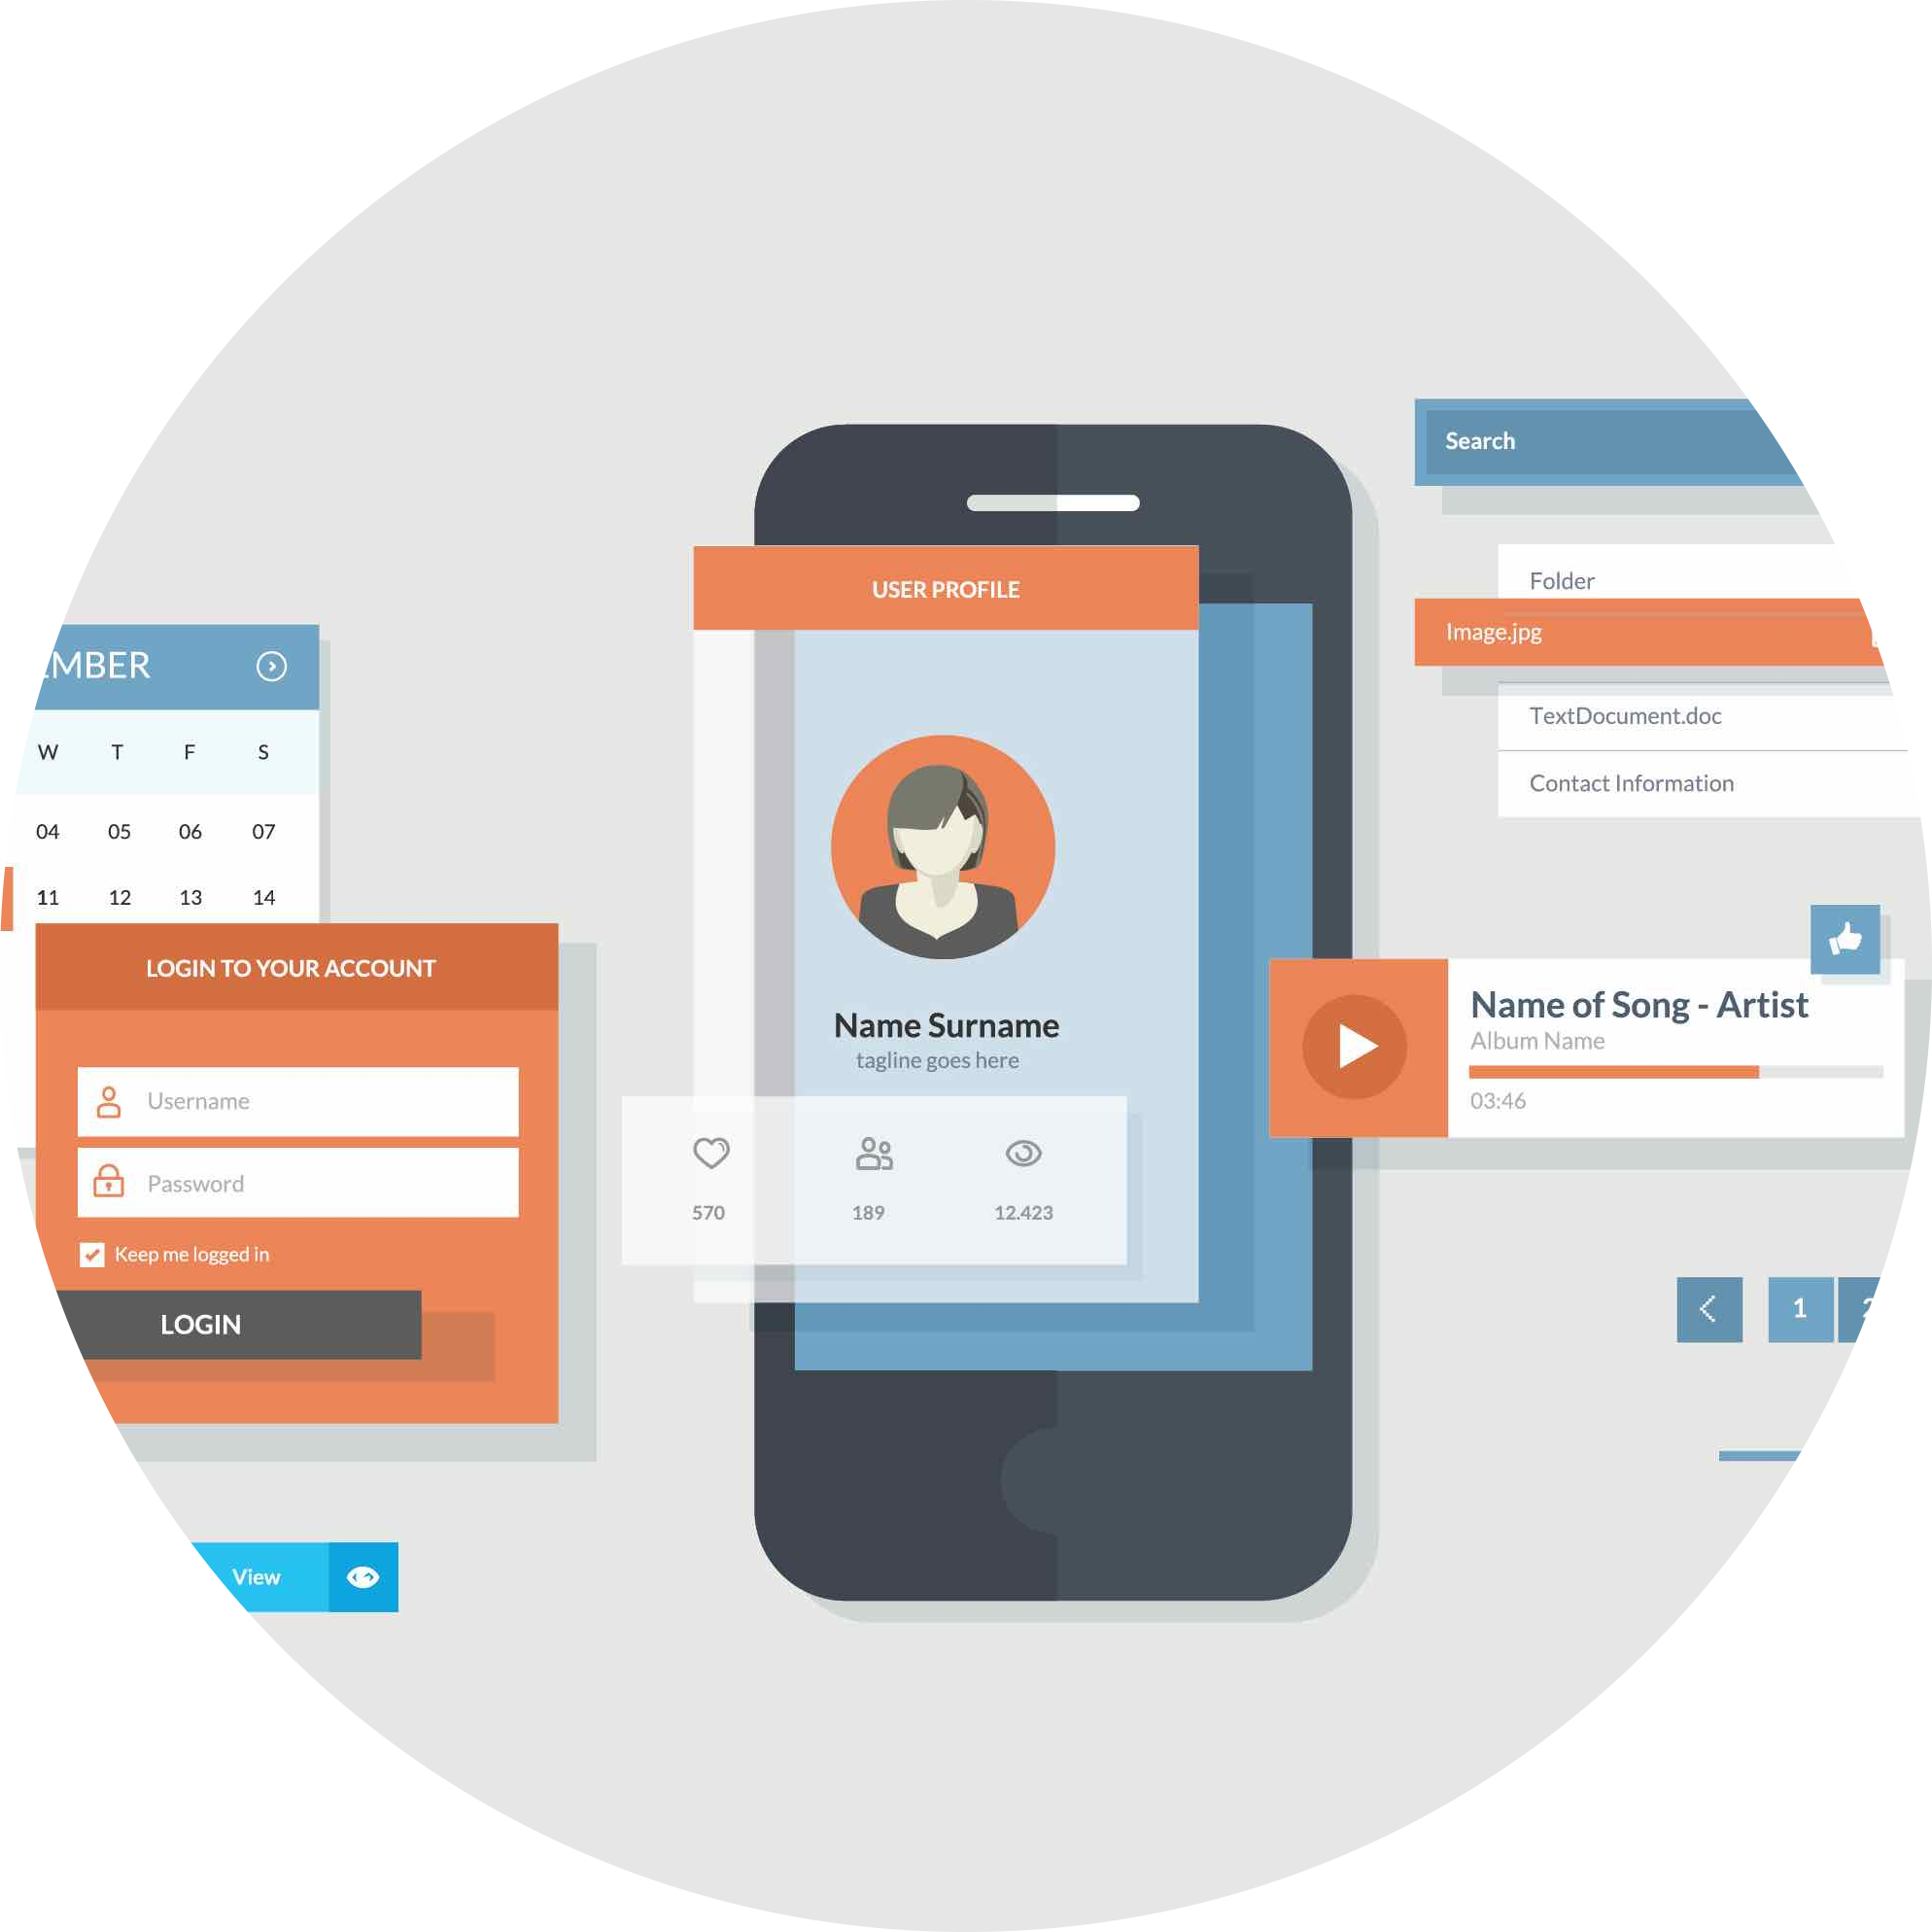 Search
Folder
Image.jpg
TextDocument.doc
Contact Information
USER PROFILE
Name Surname
tagline goes here
570 189 12.423
EMBER
W T F S
04 05 06 07
11 12 13 14
LOGIN TO YOUR ACCOUNT
Username
Password
Keep me logged in
LOGIN
View
Name of Song - Artist
Album Name
03:46
1 2